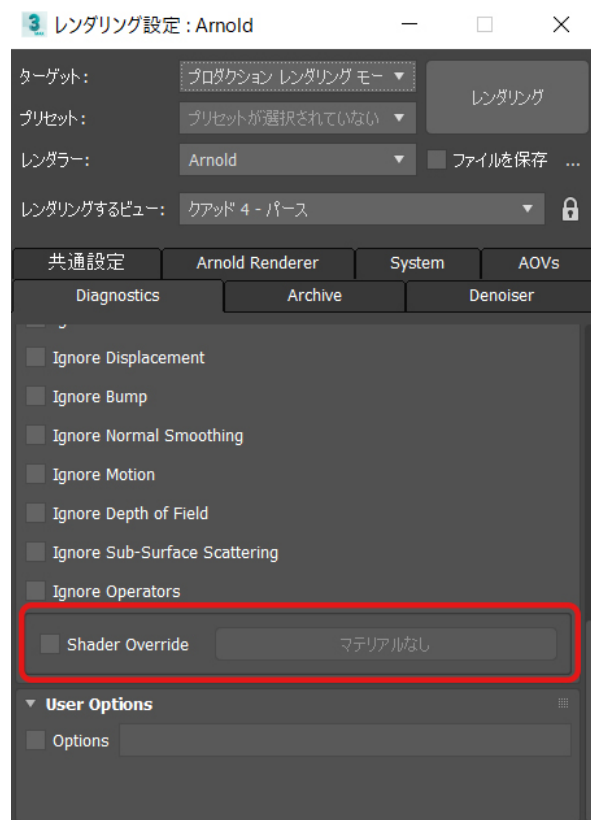 3 レンダリング設定 : Arnold
ターゲット: プロダクション レンダリング モー
レンダリング
プリセット: プリセットが選択されていない
レンダラー: Arnold ファイルを保存 ...
レンダリングするビュー: クアッド 4 - パース
共通設定 Arnold Renderer System AOVs
Diagnostics Archive Denoiser
Ignore Displacement
Ignore Bump
Ignore Normal Smoothing
Ignore Motion
Ignore Depth of Field
Ignore Sub-Surface Scattering
Ignore Operators
Shader Override マテリアルなし
User Options
Options